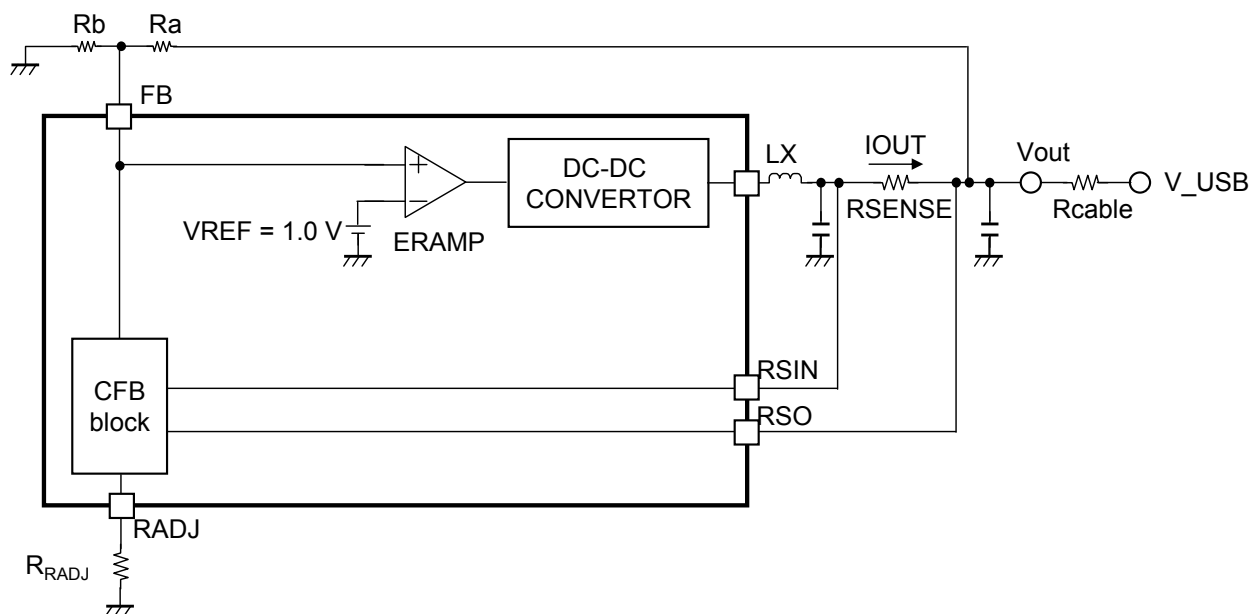 Rb
Ra
FB
DC-DC
CONVERTOR
LX
IOUT
Vout
V_USB
RSENSE
Rcable
VREF = 1.0 V
+
−
ERAMP
CFB
block
RSIN
RSO
RADJ
RRADJ